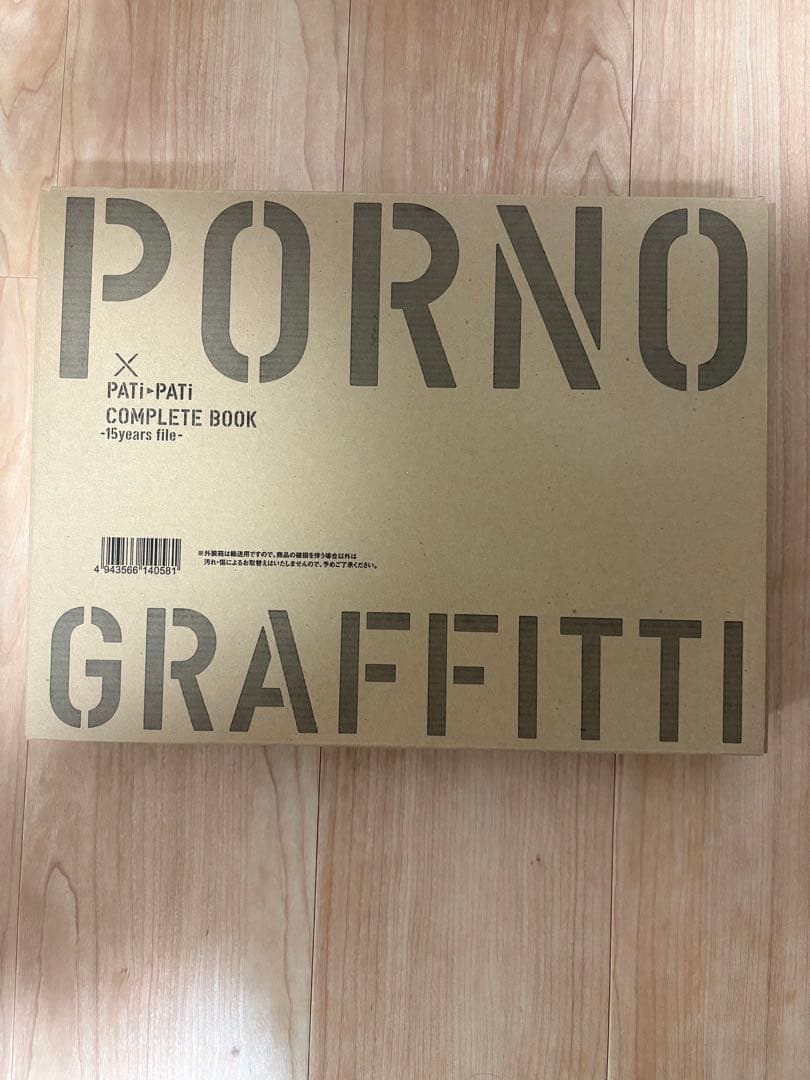 PORNO
×
PATi▸PATi
COMPLETE BOOK
-15years file-
4 943566 140581
※外装箱は輸送用ですので、商品の破損を伴う場合以外は
汚れ・傷によるお取替えはいたしませんので、予めご了承ください。
GRAFFITTI